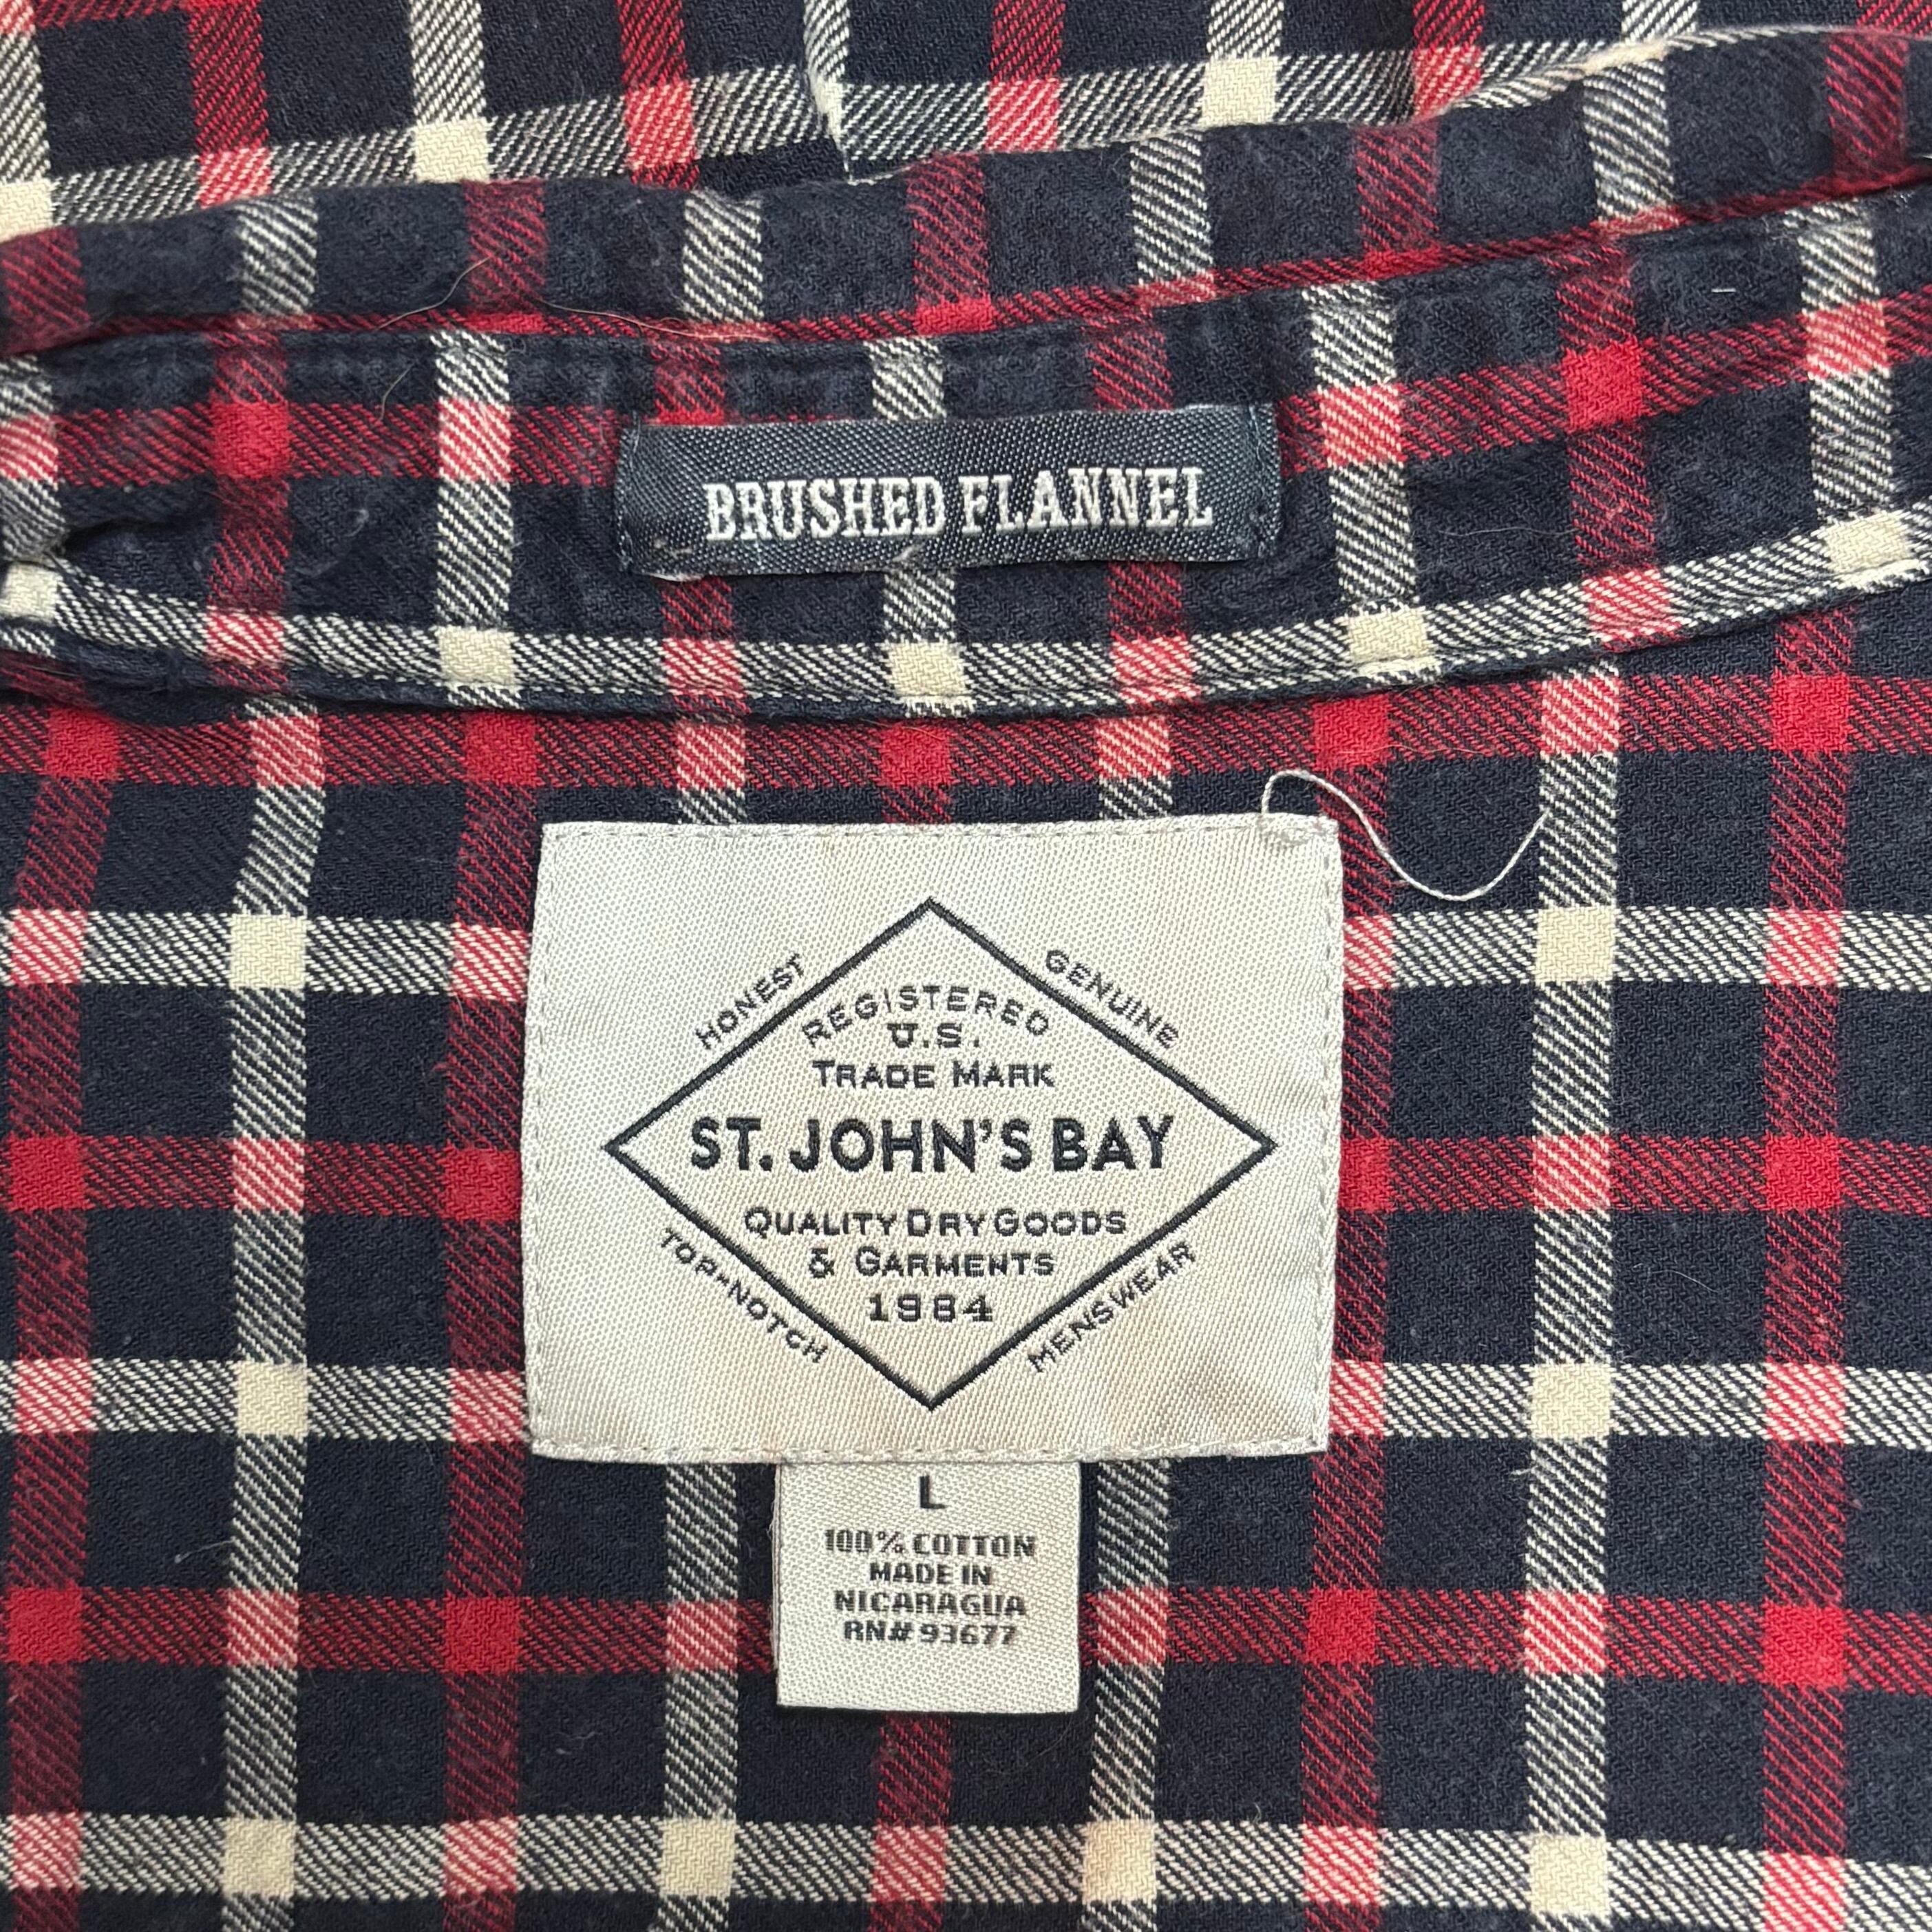 BRUSHED FLANNEL
HONEST
GENUINE
REGISTERED
U.S.
TRADE MARK
ST. JOHN'S BAY
QUALITY DRY GOODS
& GARMENTS
1984
TOP-NOTCH
MENSWEAR
L
100% COTTON
MADE IN
NICARAGUA
RN# 93677